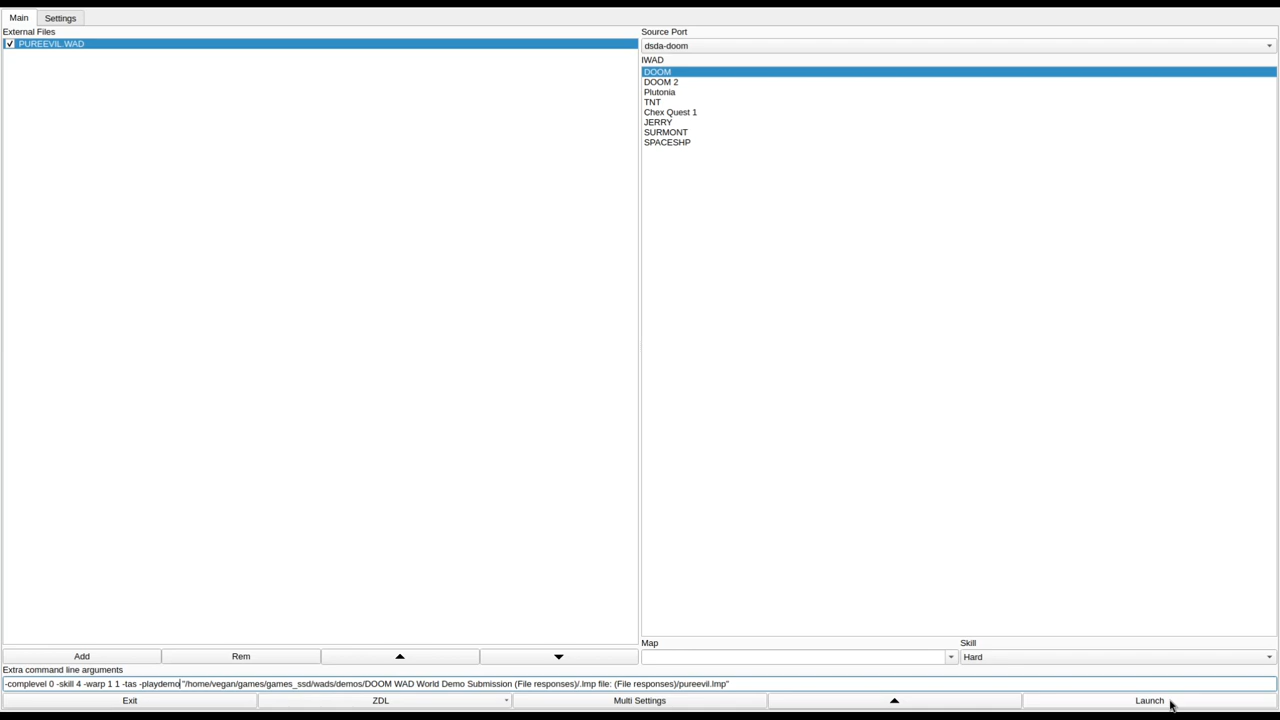 Main Settings
External Files
PUREEVIL.WAD
Source Port
dsda-doom
IWAD
DOOM
DOOM 2
Plutonia
TNT
Chex Quest 1
JERRY
SURMONT
SPACESHP
Add Rem
Map Skill
Hard
Extra command line arguments
-complevel 0 -skill 4 -warp 1 1 -tas -playdemo "/home/vegan/games/games_ssd/wads/demos/DOOM WAD World Demo Submission (File responses)/.lmp file: (File responses)/pureevil.lmp"
Exit ZDL Multi Settings Launch